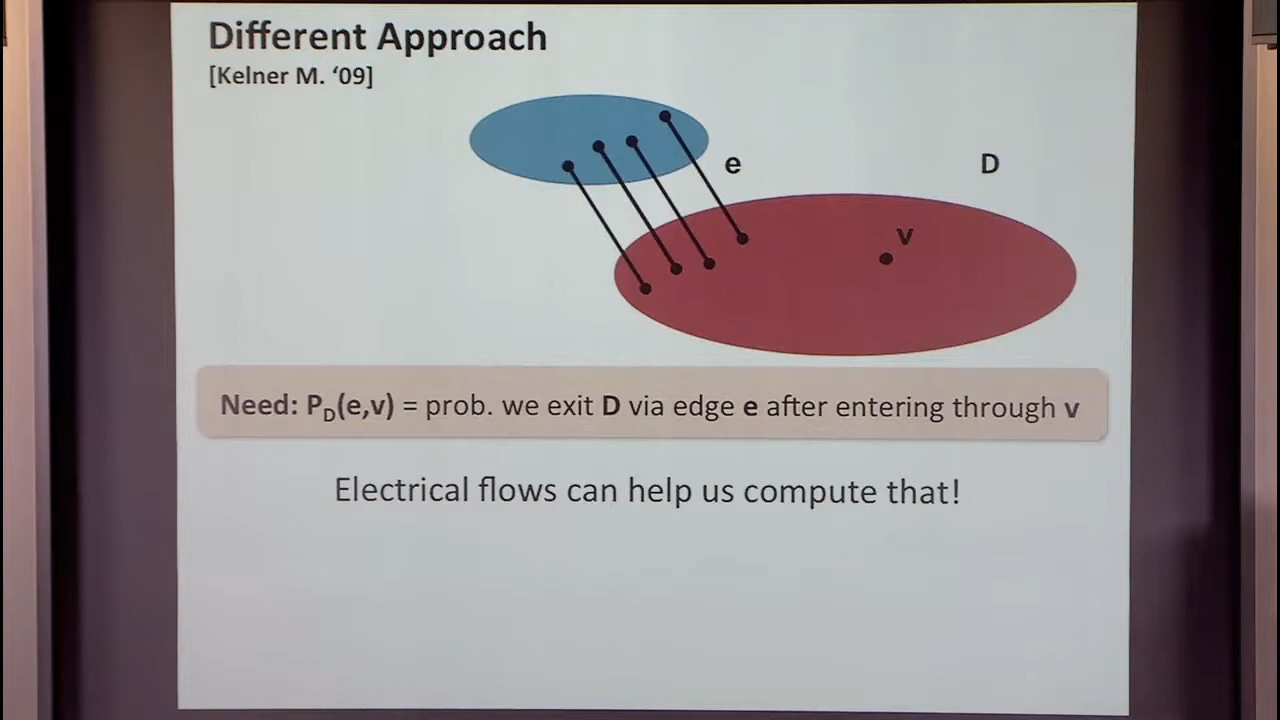 Different Approach
[Kelner M. ‘09]
e
D
v
Need: P_D(e,v) = prob. we exit D via edge e after entering through v
Electrical flows can help us compute that!